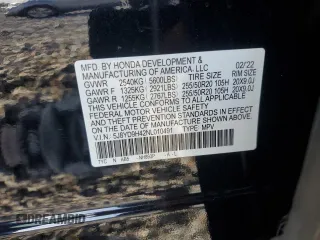 MFD. BY HONDA DEVELOPMENT & 02/22
MANUFACTURING OF AMERICA, LLC
GVWR 2540KG (5600LBS) TIRE SIZE RIM SIZE
GAWR F 1325KG (2921LBS) 255/50R20 105H 20X9.0J
GAWR R 1255KG (2767LBS) 255/50R20 105H 20X9.0J
THIS VEHICLE CONFORMS TO ALL APPLICABLE
FEDERAL MOTOR VEHICLE SAFETY AND
THEFT PREVENTION STANDARDS IN EFFECT
ON THE DATE OF MANUFACTURE SHOWN ABOVE.
V.I.N.: 5J8YD9H42NL010491 TYPE: MPV
A-L
DREAMBID.COM